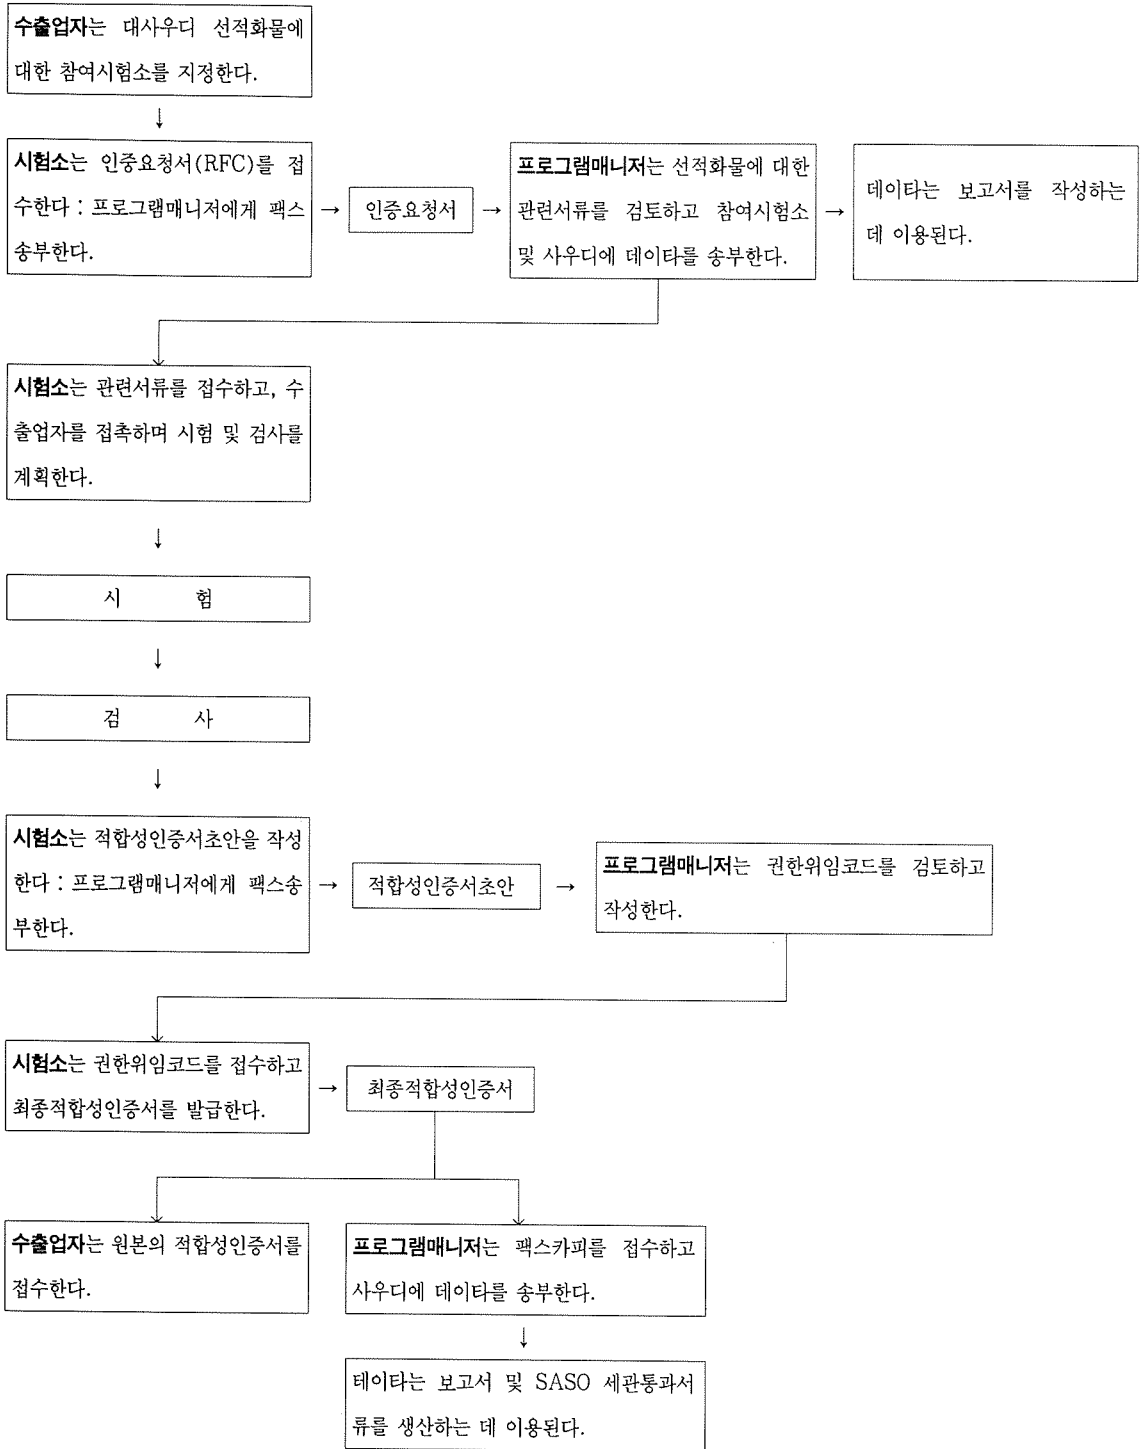 수출업자는 대사우디 선적화물에
대한 참여시험소를 지정한다.
↓
시험소는 인증요청서(RFC)를 접
수한다 : 프로그램매니저에게 팩스
송부한다.
→
인증요청서
→
프로그램매니저는 선적화물에 대한
관련서류를 검토하고 참여시험소
및 사우디에 데이타를 송부한다.
→
데이타는 보고서를 작성하는
데 이용된다.
시험소는 관련서류를 접수하고, 수
출업자를 접촉하며 시험 및 검사를
계획한다.
↓
시 험
↓
검 사
↓
시험소는 적합성인증서초안을 작성
한다 : 프로그램매니저에게 팩스송
부한다.
→
적합성인증서초안
→
프로그램매니저는 권한위임코드를 검토하고
작성한다.
시험소는 권한위임코드를 접수하고
최종적합성인증서를 발급한다.
→
최종적합성인증서
수출업자는 원본의 적합성인증서를
접수한다.
프로그램매니저는 팩스카피를 접수하고
사우디에 데이타를 송부한다.
↓
테이타는 보고서 및 SASO 세관통과서
류를 생산하는 데 이용된다.